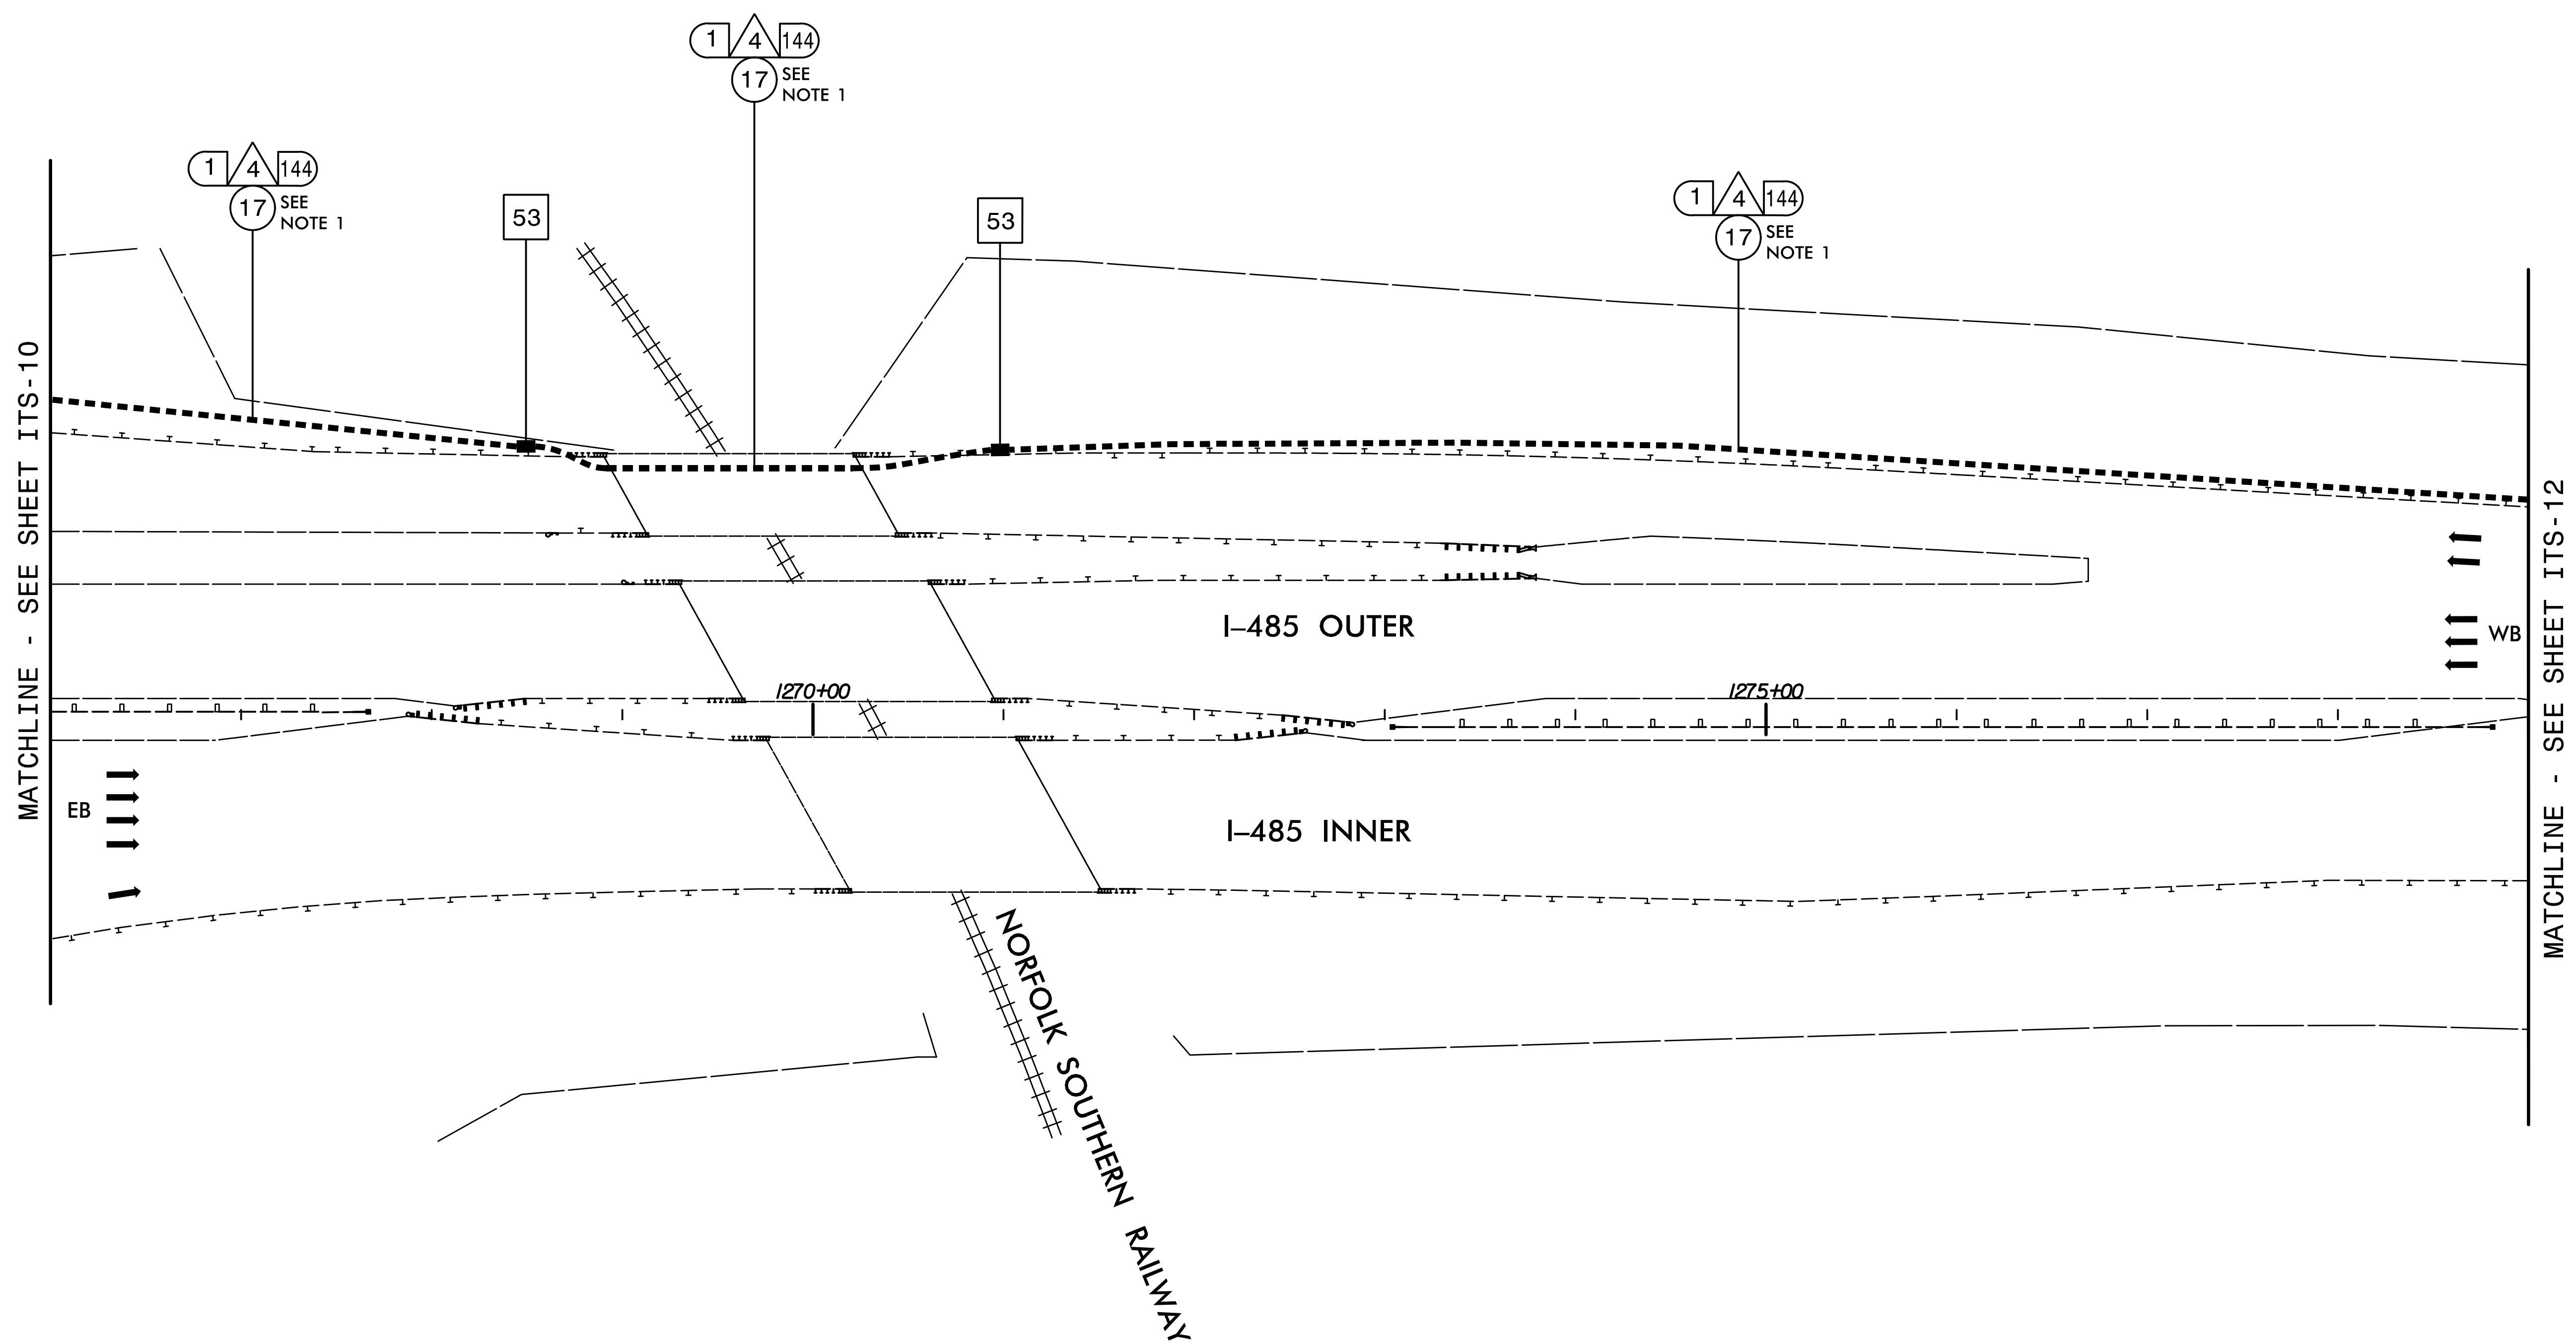 1 4 144
17 SEE
NOTE 1
1 4 144
17 SEE
NOTE 1
1 4 144
17 SEE
NOTE 1
53
53
MATCHLINE - SEE SHEET ITS-10
MATCHLINE - SEE SHEET ITS-12
I–485 OUTER
WB
1270+00
1275+00
EB
I–485 INNER
NORFOLK SOUTHERN RAILWAY